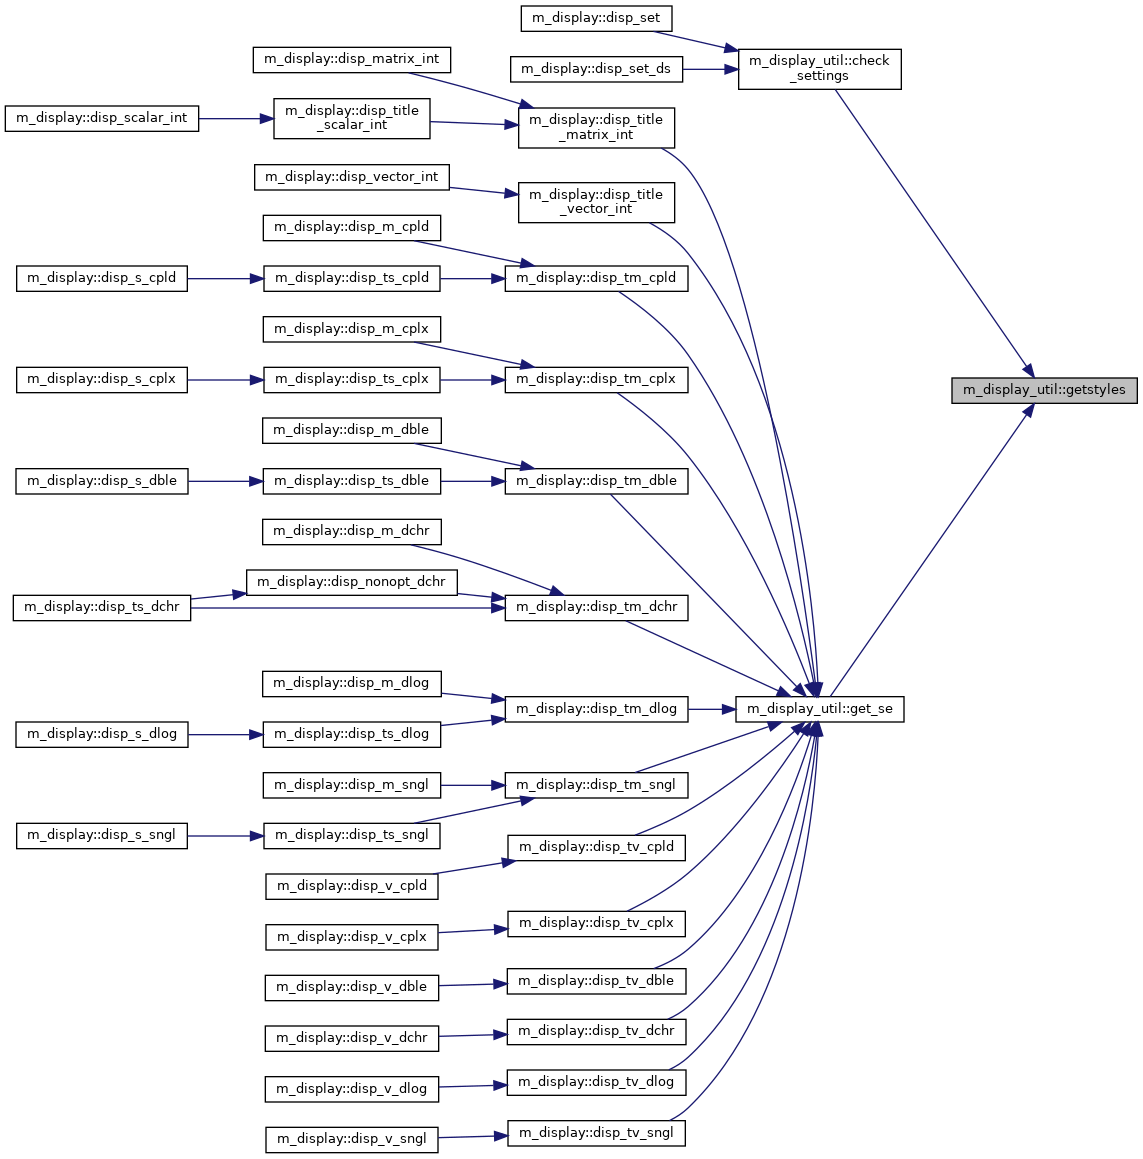 m_display::disp_set
m_display_util::check
_settings
m_display::disp_set_ds
m_display::disp_matrix_int
m_display::disp_scalar_int
m_display::disp_title
_scalar_int
m_display::disp_title
_matrix_int
m_display::disp_vector_int
m_display::disp_title
_vector_int
m_display::disp_m_cpld
m_display::disp_s_cpld
m_display::disp_ts_cpld
m_display::disp_tm_cpld
m_display::disp_m_cplx
m_display::disp_s_cplx
m_display::disp_ts_cplx
m_display::disp_tm_cplx
m_display_util::getstyles
m_display::disp_m_dble
m_display::disp_s_dble
m_display::disp_ts_dble
m_display::disp_tm_dble
m_display::disp_m_dchr
m_display::disp_nonopt_dchr
m_display::disp_ts_dchr
m_display::disp_tm_dchr
m_display::disp_m_dlog
m_display::disp_s_dlog
m_display::disp_ts_dlog
m_display::disp_tm_dlog
m_display_util::get_se
m_display::disp_m_sngl
m_display::disp_tm_sngl
m_display::disp_s_sngl
m_display::disp_ts_sngl
m_display::disp_tv_cpld
m_display::disp_v_cpld
m_display::disp_tv_cplx
m_display::disp_v_cplx
m_display::disp_tv_dble
m_display::disp_v_dble
m_display::disp_tv_dchr
m_display::disp_v_dchr
m_display::disp_tv_dlog
m_display::disp_v_dlog
m_display::disp_tv_sngl
m_display::disp_v_sngl